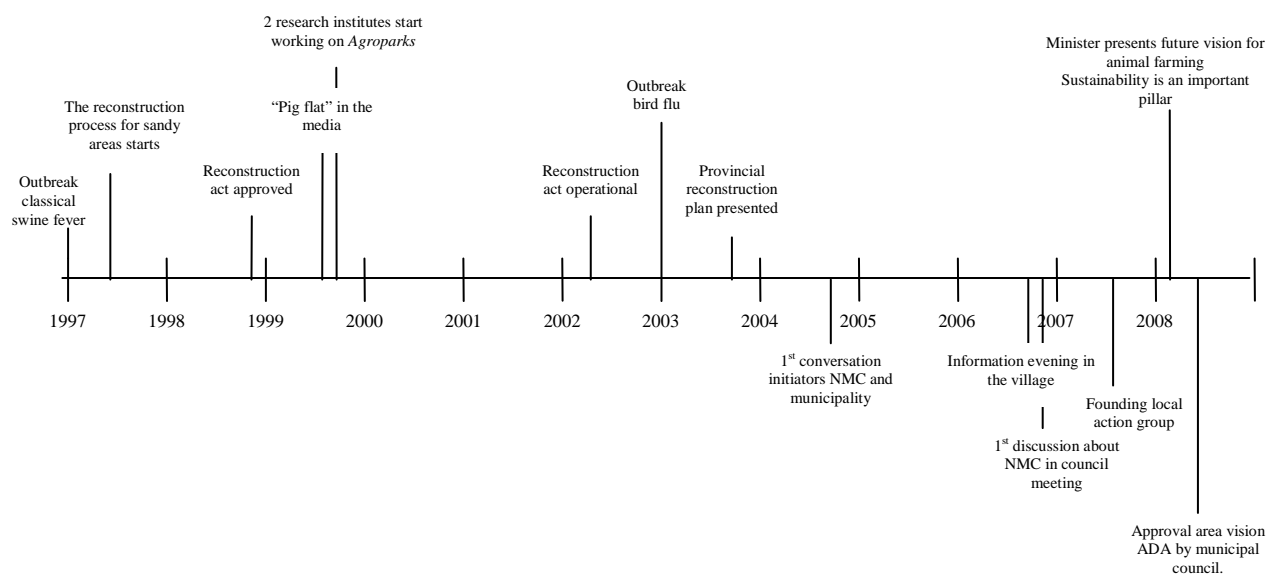 2 research institutes start
working on Agroparks
Minister presents future vision for
animal farming
Sustainability is an important
pillar
Outbreak
bird flu
The reconstruction
process for sandy
areas starts
“Pig flat” in the
media
Reconstruction
act approved
Reconstruction
act operational
Provincial
reconstruction
plan presented
Outbreak
classical
swine fever
1997
1998
1999
2000
2001
2002
2003
2004
2005
2006
2007
2008
1st conversation
initiators NMC and
municipality
Information evening in
the village
Founding local
action group
1st discussion about
NMC in council
meeting
Approval area vision
ADA by municipal
council.